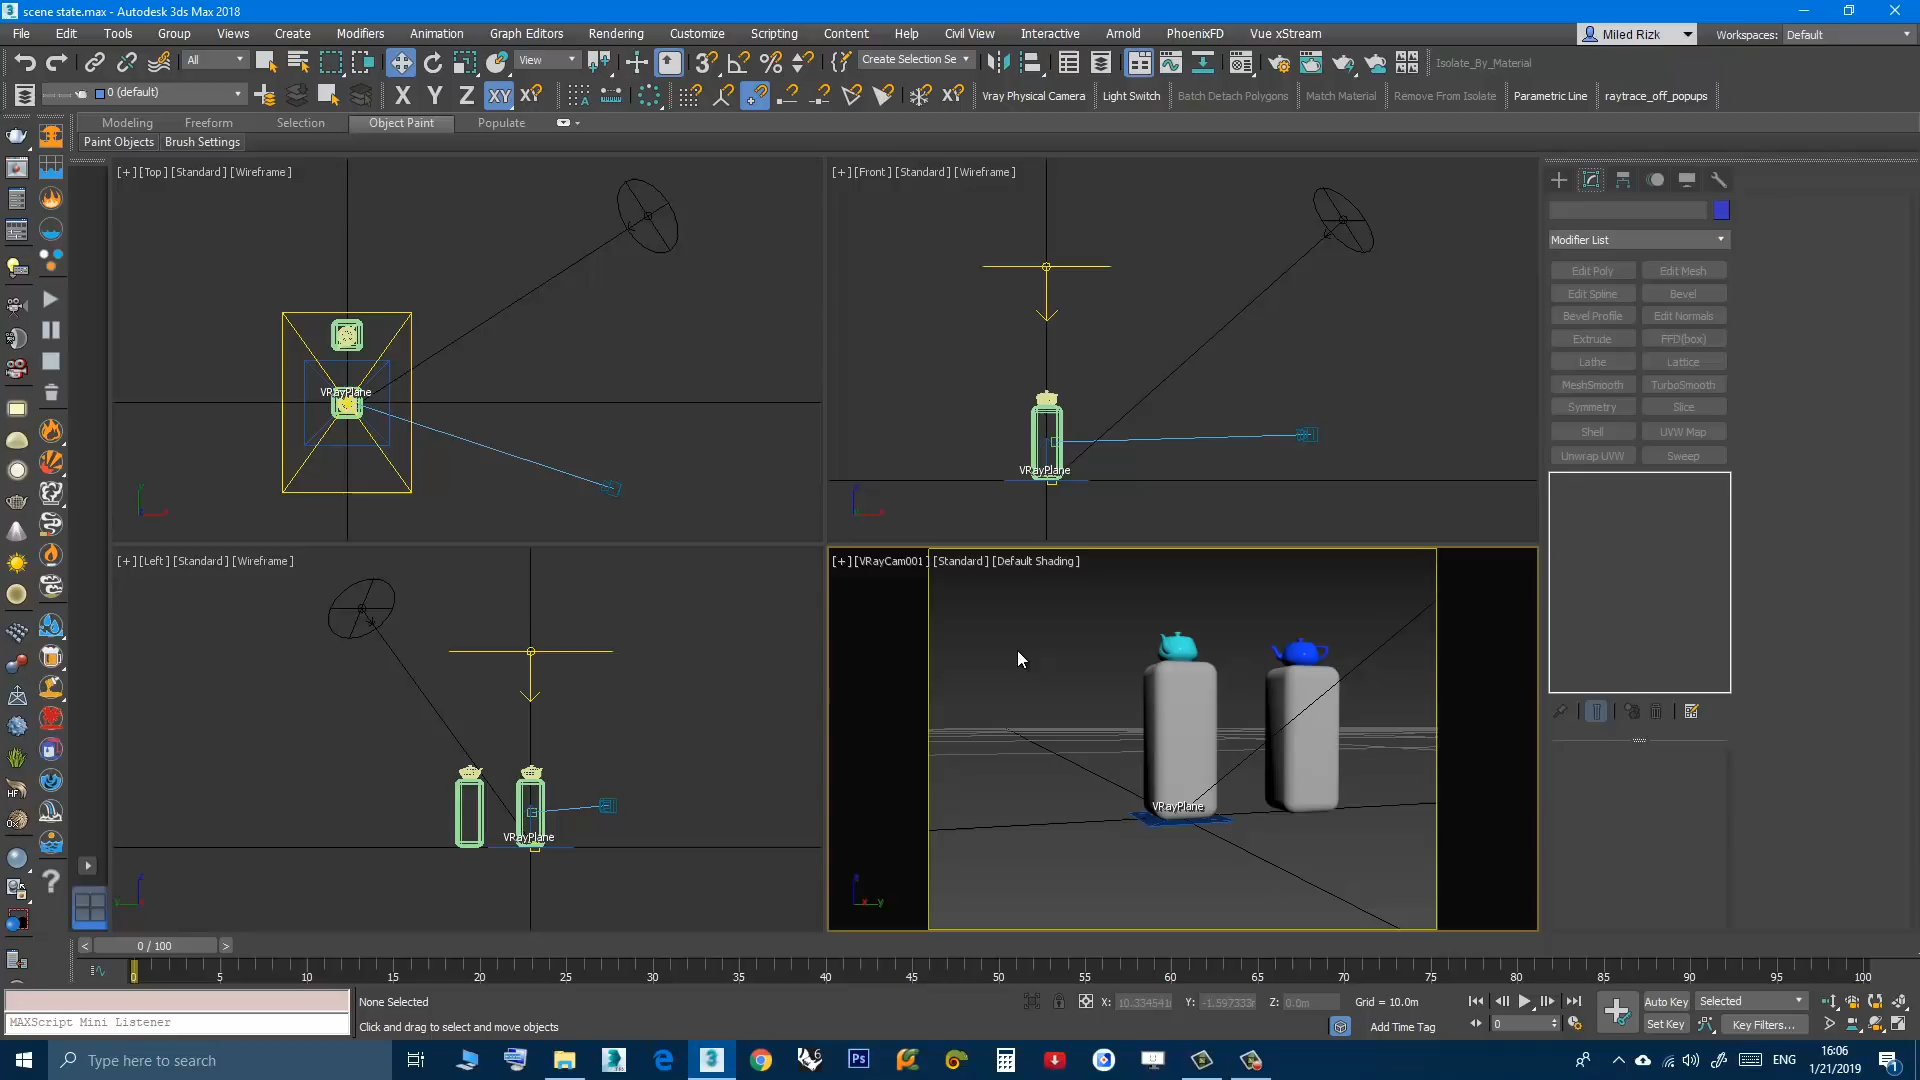 scene state.max - Autodesk 3ds Max 2018
File Edit Tools Group Views Create Modifiers Animation Graph Editors Rendering Customize Scripting Content Help Civil View Interactive Arnold PhoenixFD Vue xStream Miled Rizk Workspaces: Default
All View Create Selection Se Isolate_By_Material
0 (default) X Y Z XY Vray Physical Camera Light Switch Batch Detach Polygons Match Material Remove From Isolate Parametric Line raytrace_off_popups
Modeling Freeform Selection Object Paint Populate
Paint Objects Brush Settings
[+] [Top] [Standard] [Wireframe]
VRayPlane
[+] [Front] [Standard] [Wireframe]
VRayPlane
[+] [Left] [Standard] [Wireframe]
VRayPlane
[+] [VRayCam001] [Standard] [Default Shading]
VRayPlane
Modifier List
Edit Poly Edit Mesh
Edit Spline Bevel
Bevel Profile Edit Normals
Extrude FFD(box)
Lathe Lattice
MeshSmooth TurboSmooth
Symmetry Slice
Shell UVW Map
Unwrap UVW Sweep
< 0 / 100 >
0 5 10 15 20 25 30 35 40 45 50 55 60 65 70 75 80 85 90 95 100
None Selected X: Y: Z: 0.0m Grid = 10.0m Auto Key Selected
MAXScript Mini Listener Click and drag to select and move objects Add Time Tag 0 Set Key Key Filters...
Type here to search
ENG
16:06
1/21/2019